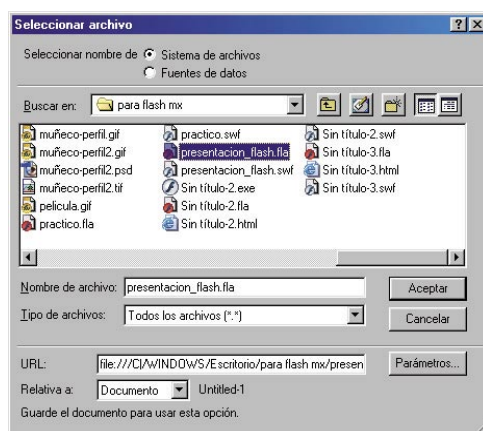 Seleccionar archivo
Seleccionar nombre de Sistema de archivos
Fuentes de datos
Buscar en: para flash mx
muñeco-perfil.gif practico.swf Sin título-2.swf
muñeco-perfil2.gif presentacion_flash.fla Sin título-3.fla
muñeco-perfil2.psd presentacion_flash.swf Sin título-3.html
muñeco-perfil2.tif Sin título-2.exe Sin título-3.swf
pelicula.gif Sin título-2.fla
practico.fla Sin título-2.html
Nombre de archivo: presentacion_flash.fla Aceptar
Tipo de archivos: Todos los archivos (*.*) Cancelar
URL: file:///C|/WINDOWS/Escritorio/para flash mx/presen Parámetros...
Relativa a: Documento Untitled-1
Guarde el documento para usar esta opción.